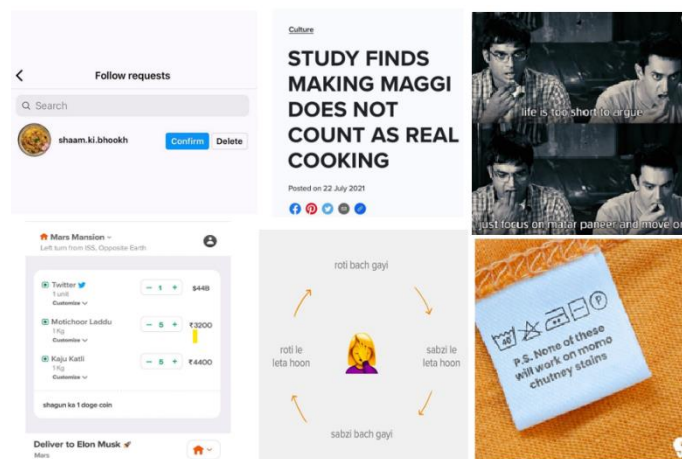 Follow requests
Search
shaam.ki.bhookh
Confirm
Delete
Culture
STUDY FINDS
MAKING MAGGI
DOES NOT
COUNT AS REAL
COOKING
Posted on 22 July 2021
life is too short to argue
just focus on matar paneer and move on
Mars Mansion
Left turn from ISS, Opposite Earth
Twitter
1 unit
Customise
- 1 +
$44B
Motichoor Laddu
1 Kg
Customise
- 5 +
₹3200
Kaju Katli
1 Kg
Customise
- 5 +
₹4400
shagun ka 1 doge coin
Deliver to Elon Musk
Mars
roti bach gayi
sabzi le
leta hoon
sabzi bach gayi
roti le
leta hoon
40
P
P.S. None of these
will work on momo
chutney stains